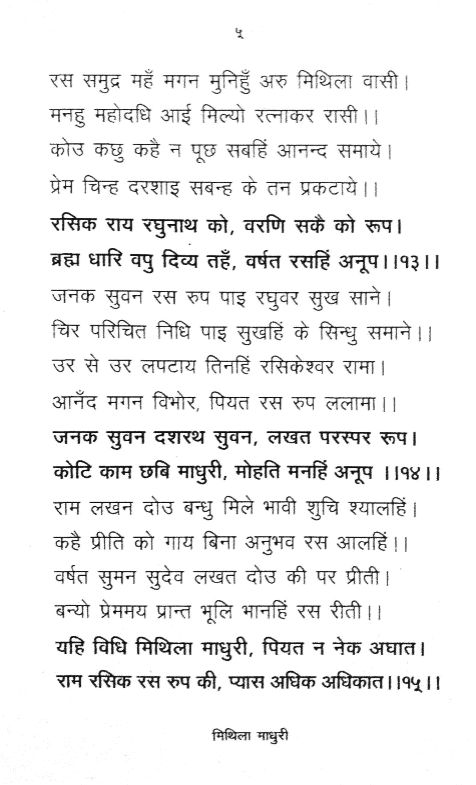 ५
रस समुद्र महँ मगन मुनिहुँ अरु मिथिला वासी।
मनहु महोदधि आई मिल्यो रत्नाकर रासी।।
कोउ कछु कहै न पूछ सबहिं आनन्द समाये।
प्रेम चिन्ह दरशाइ सबन्ह के तन प्रकटाये।।
रसिक राय रघुनाथ को, वरणि सकै को रूप।
ब्रह्म धारि वपु दिव्य तहँ, वर्षत रसहिं अनूप।।१३।।
जनक सुवन रस रुप पाइ रघुवर सुख साने।
चिर परिचित निधि पाइ सुखहिं के सिन्धु समाने।।
उर से उर लपटाय तिनहिं रसिकेश्वर रामा।
आनँद मगन विभोर, पियत रस रुप ललामा।।
जनक सुवन दशरथ सुवन, लखत परस्पर रूप।
कोटि काम छबि माधुरी, मोहति मनहिं अनूप ।।१४।।
राम लखन दोउ बन्धु मिले भावी शुचि श्यालहिं।
कहै प्रीति को गाय बिना अनुभव रस आलहिं।।
वर्षत सुमन सुदेव लखत दोउ की पर प्रीती।
बन्यो प्रेममय प्रान्त भूलि भानहिं रस रीती।।
यहि विधि मिथिला माधुरी, पियत न नेक अघात।
राम रसिक रस रुप की, प्यास अधिक अधिकात।।१५।।
मिथिला माधुरी